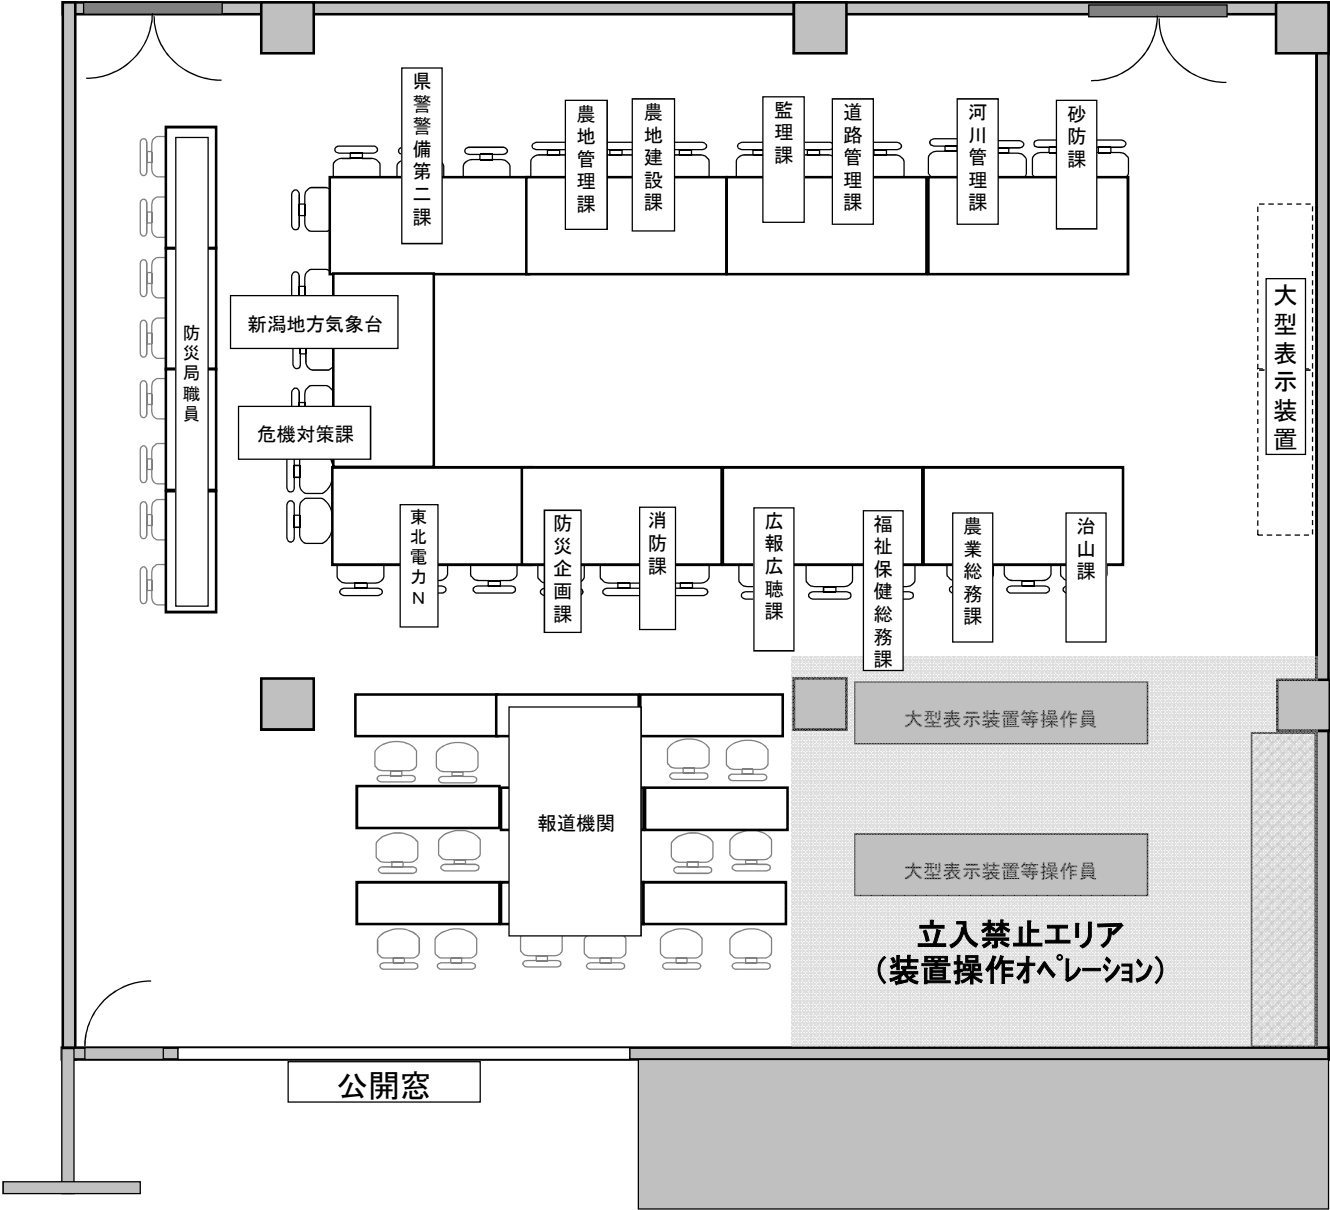 県警警備第二課
農地管理課
農地建設課
監理課
道路管理課
河川管理課
砂防課
新潟地方気象台
危機対策課
防災局職員
大型表示装置
東北電力N
防災企画課
消防課
広報広聴課
福祉保健総務課
農業総務課
治山課
大型表示装置等操作員
報道機関
大型表示装置等操作員
立入禁止エリア
（装置操作オペレーション）
公開窓